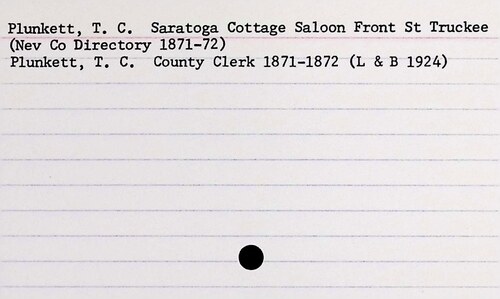 Plunkett, T. C.  Saratoga Cottage Saloon Front St Truckee
(Nev Co Directory 1871-72)
Plunkett, T. C.  County Clerk 1871-1872 (L & B 1924)